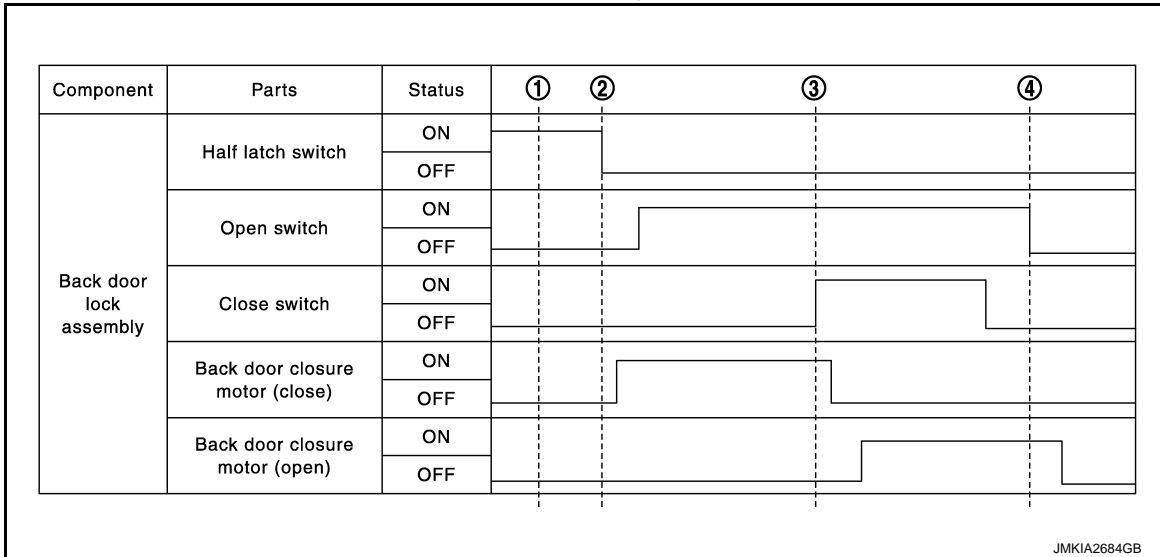 Component Parts Status ① ② ③ ④
Back door
lock
assembly
Half latch switch
ON
OFF
Open switch
ON
OFF
Close switch
ON
OFF
Back door closure
motor (close)
ON
OFF
Back door closure
motor (open)
ON
OFF
JMKIA2684GB